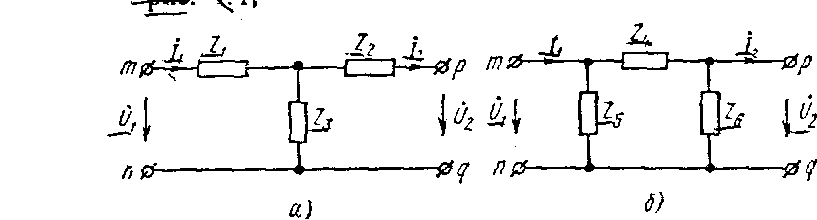 m İ₁ Z₁ Z₂ İ₂ p
U̇₁ Z₃ U̇₂
n q
а)
m İ₁ Z₄ İ₂ p
U̇₁ Z₅ Z₆ U̇₂
n q
б)